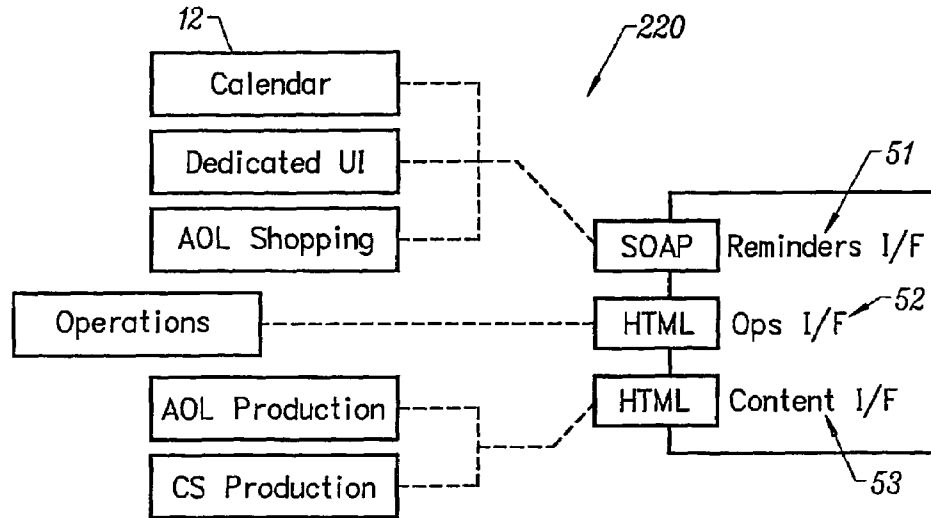 12
220
Calendar
Dedicated UI
51
AOL Shopping
SOAP Reminders I/F
52
Operations
HTML Ops I/F
AOL Production
HTML Content I/F
CS Production
53